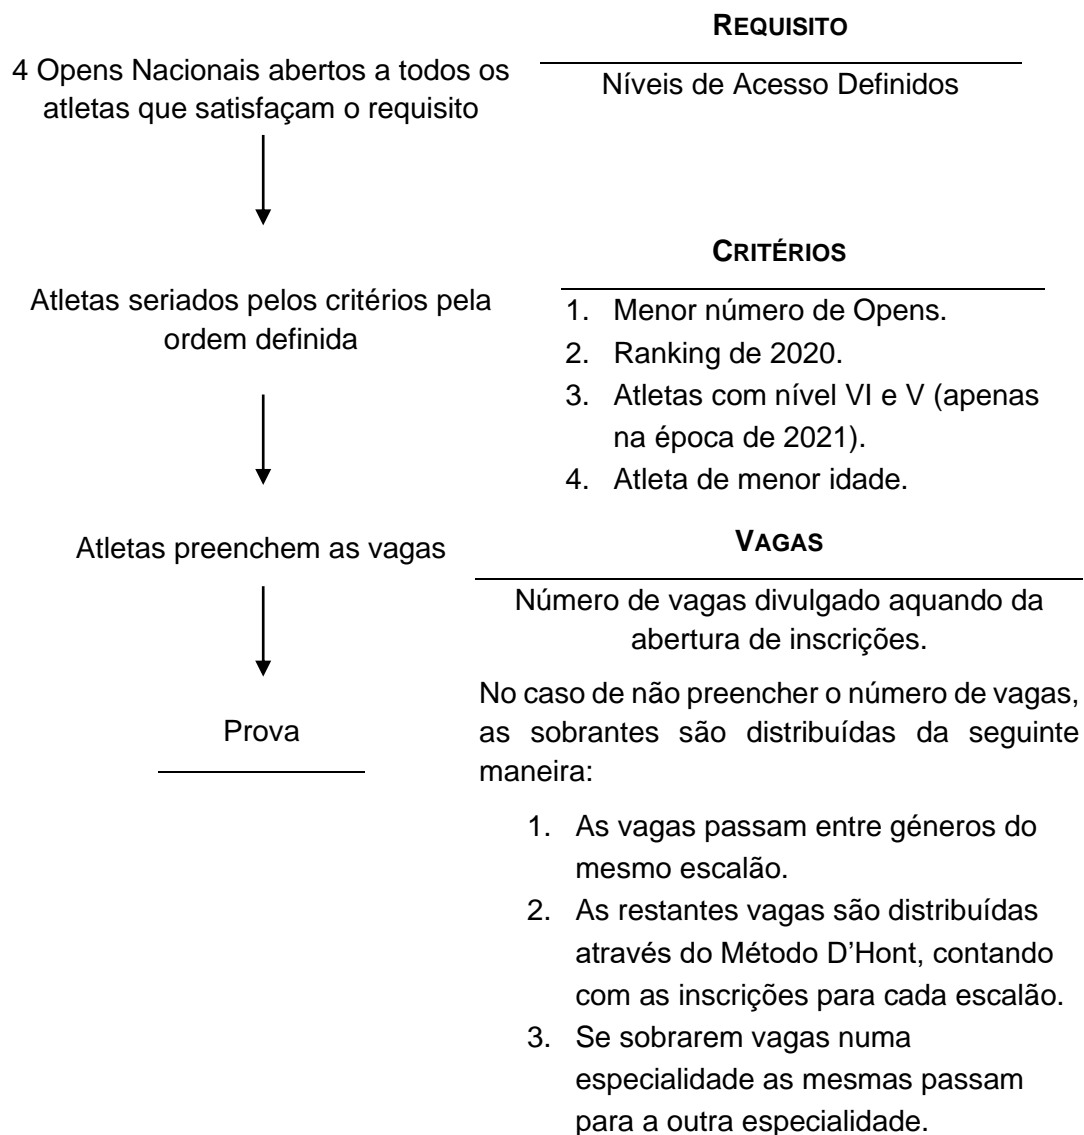 REQUISITO
4 Opens Nacionais abertos a todos os
atletas que satisfaçam o requisito
Níveis de Acesso Definidos
CRITÉRIOS
Atletas seriados pelos critérios pela
ordem definida
1. Menor número de Opens.
2. Ranking de 2020.
3. Atletas com nível VI e V (apenas
na época de 2021).
4. Atleta de menor idade.
Atletas preenchem as vagas
VAGAS
Número de vagas divulgado aquando da
abertura de inscrições.
No caso de não preencher o número de vagas,
as sobrantes são distribuídas da seguinte
maneira:
Prova
1. As vagas passam entre géneros do
mesmo escalão.
2. As restantes vagas são distribuídas
através do Método D’Hont, contando
com as inscrições para cada escalão.
3. Se sobrarem vagas numa
especialidade as mesmas passam
para a outra especialidade.